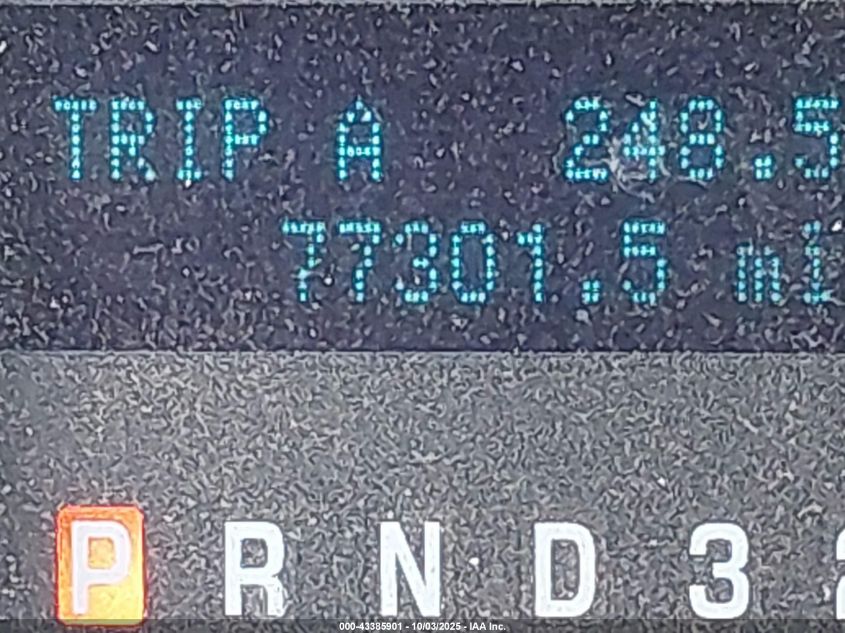 TRIP A 248.5
77301.5 mi
P R N D 3
000-43385901 - 10/03/2025 - IAA Inc.